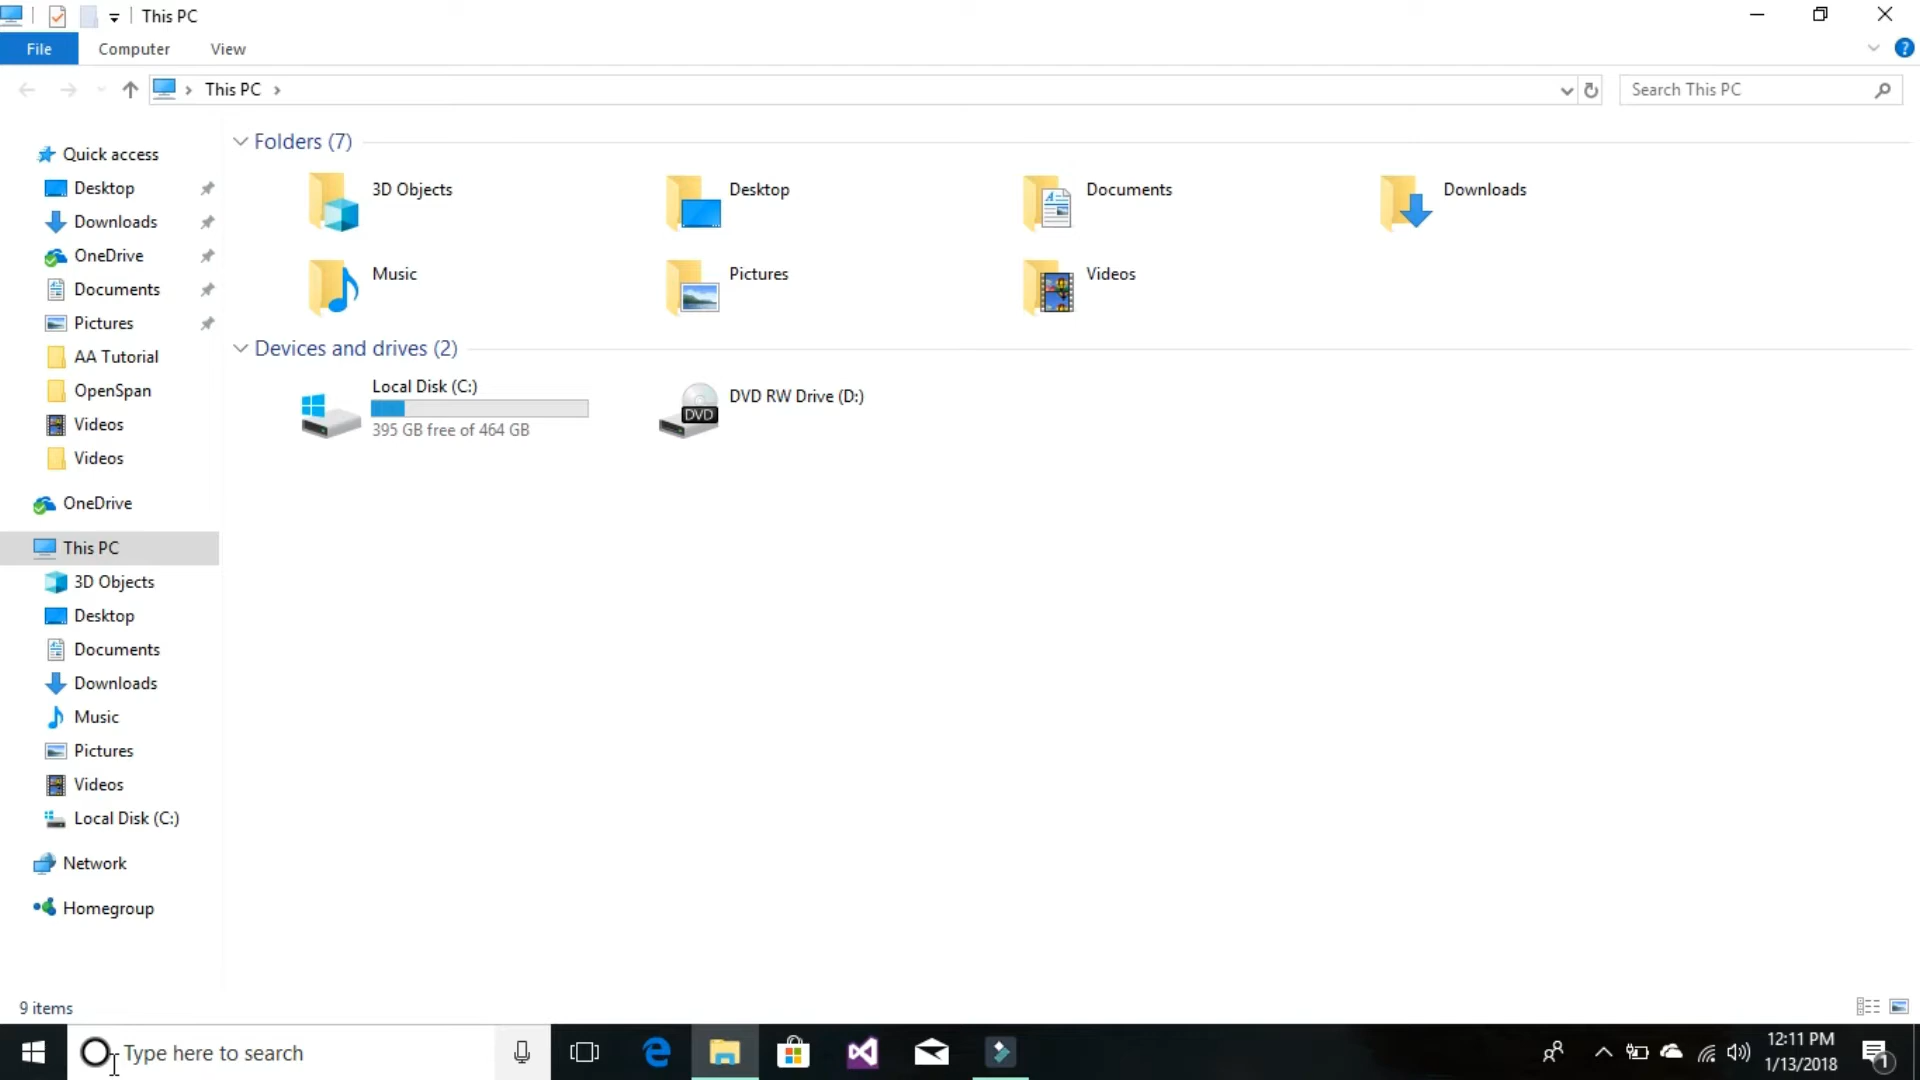 This PC
File Computer View
?
This PC
Search This PC
Quick access
Desktop
Downloads
OneDrive
Documents
Pictures
AA Tutorial
OpenSpan
Videos
Videos
OneDrive
This PC
3D Objects
Desktop
Documents
Downloads
Music
Pictures
Videos
Local Disk (C:)
Network
Homegroup
Folders (7)
3D Objects Desktop Documents Downloads
Music Pictures Videos
Devices and drives (2)
Local Disk (C:)
395 GB free of 464 GB
DVD
DVD RW Drive (D:)
9 items
Type here to search
12:11 PM
1/13/2018
1